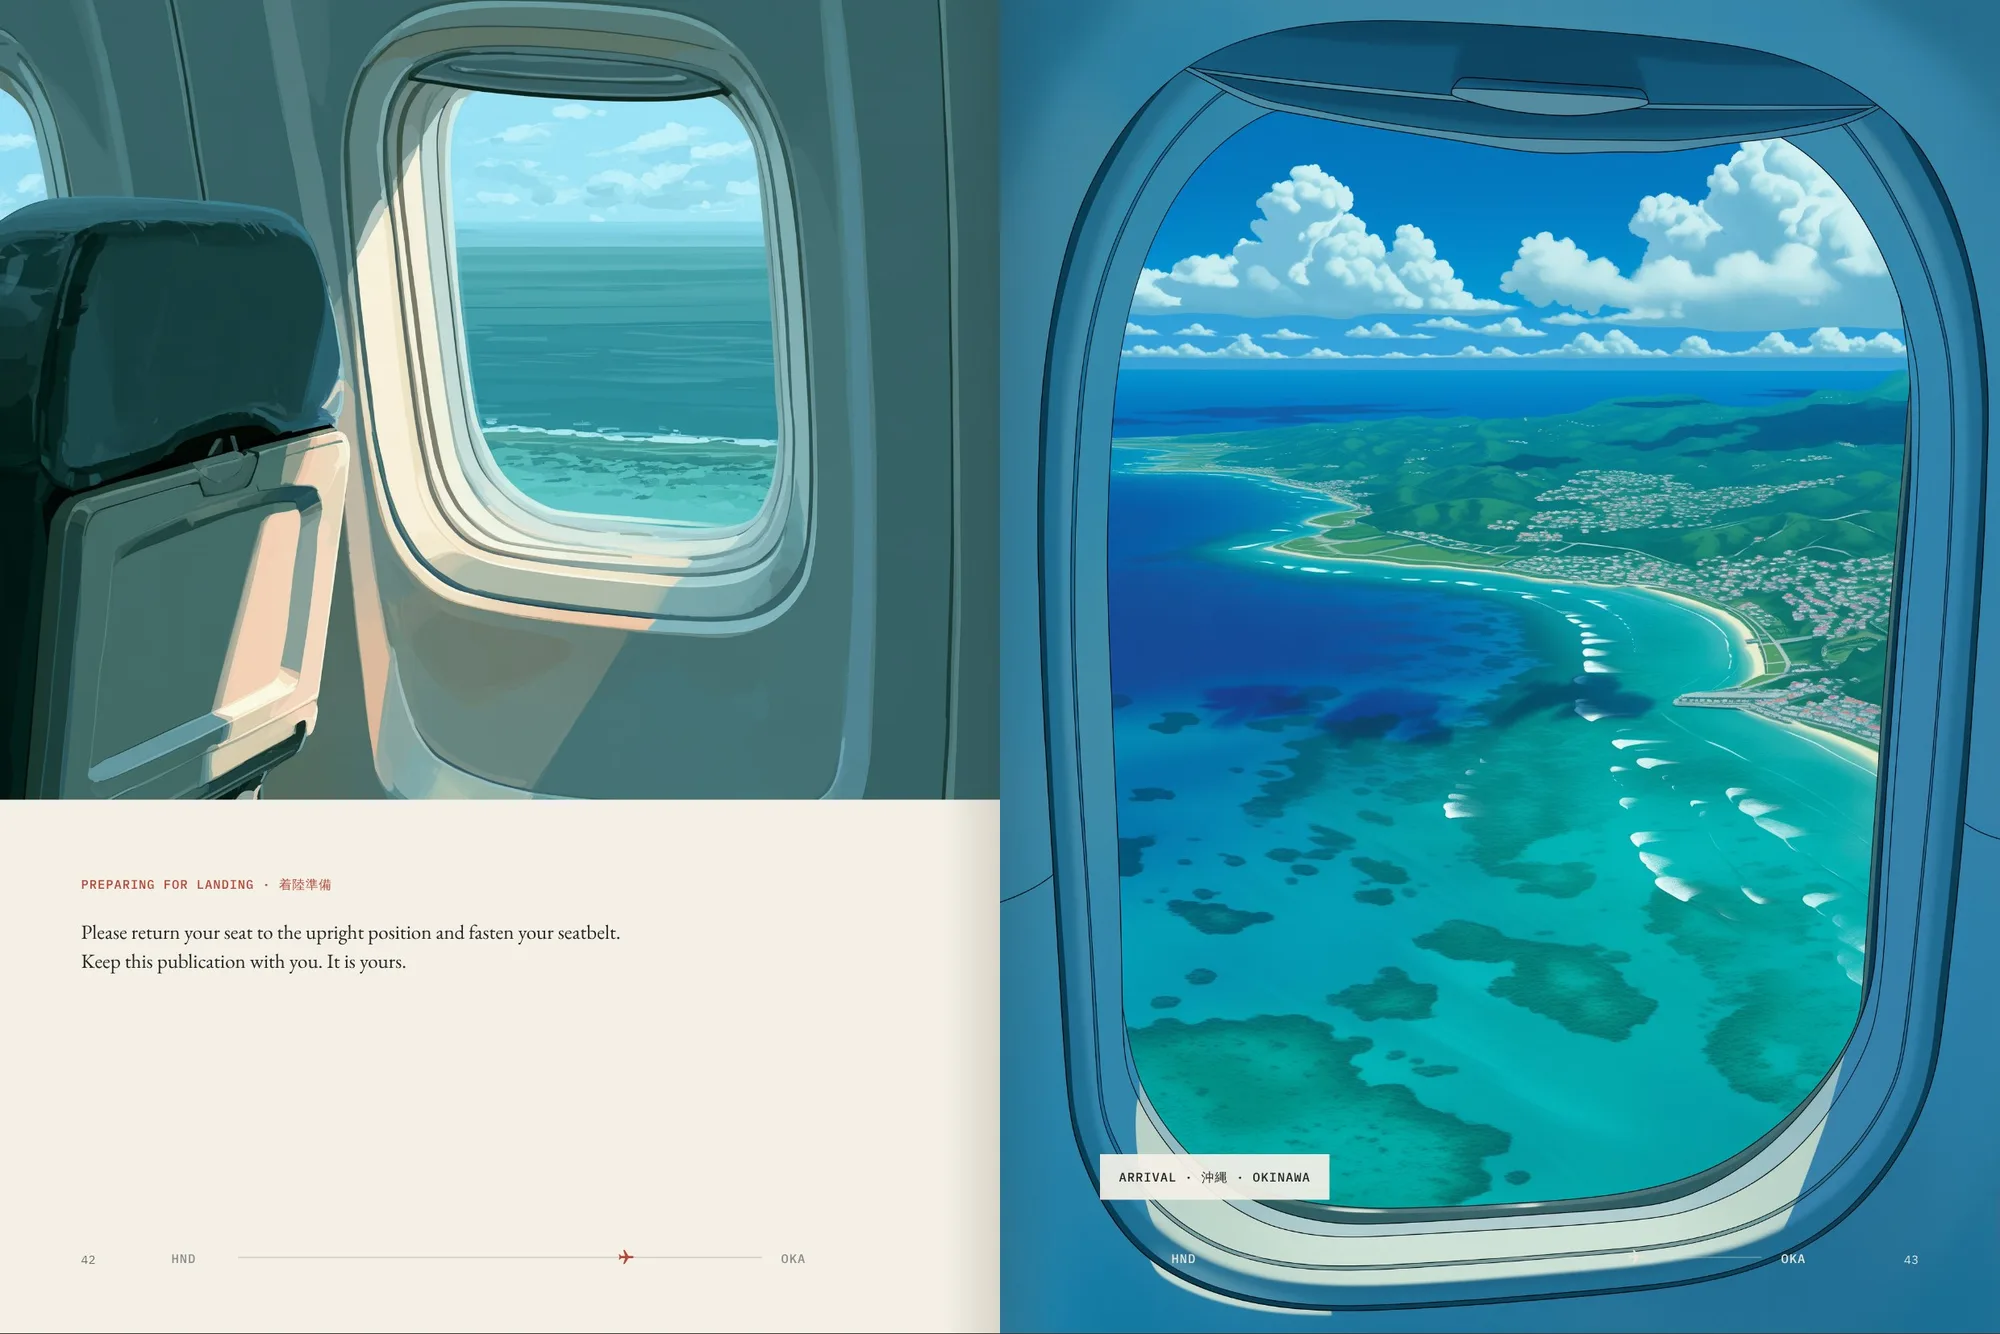 PREPARING FOR LANDING · 着陸準備
Please return your seat to the upright position and fasten your seatbelt.
Keep this publication with you. It is yours.
42 HND OKA
ARRIVAL · 沖縄 · OKINAWA
HND OKA 43